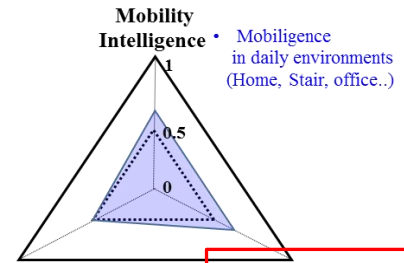 Mobility
Intelligence
• Mobiligence
in daily environments
(Home, Stair, office..)
1
0.5
0